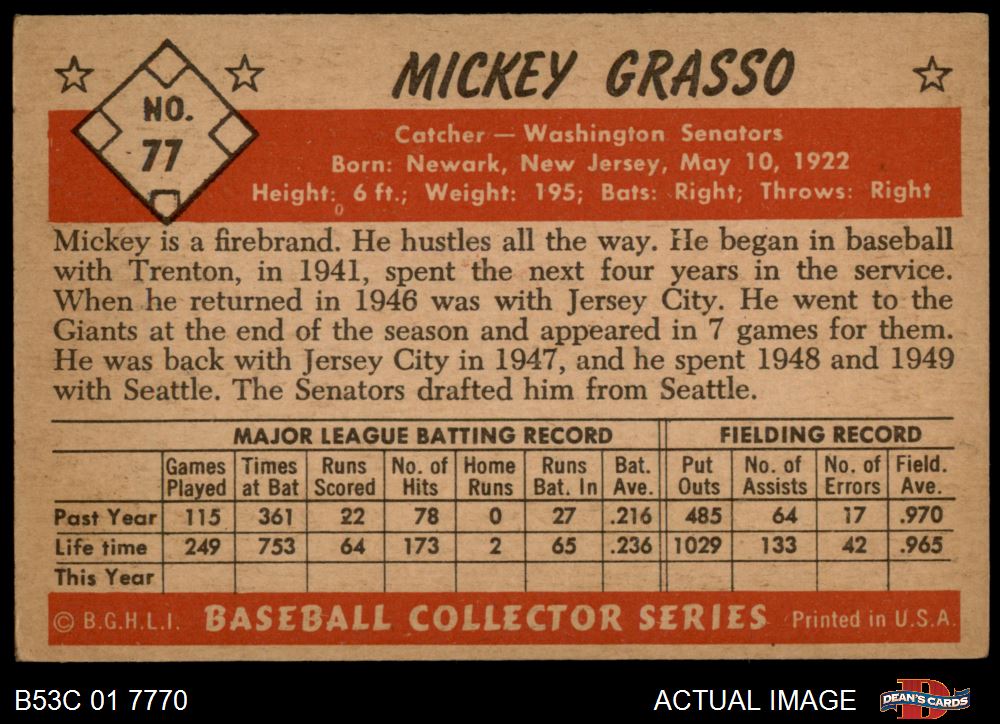 MICKEY GRASSO
NO.
77
Catcher — Washington Senators
Born: Newark, New Jersey, May 10, 1922
Height: 6 ft.; Weight: 195; Bats: Right; Throws: Right
Mickey is a firebrand. He hustles all the way. He began in baseball
with Trenton, in 1941, spent the next four years in the service.
When he returned in 1946 was with Jersey City. He went to the
Giants at the end of the season and appeared in 7 games for them.
He was back with Jersey City in 1947, and he spent 1948 and 1949
with Seattle. The Senators drafted him from Seattle.
MAJOR LEAGUE BATTING RECORD FIELDING RECORD
Games Times Runs No. of Home Runs Bat. Put No. of No. of Field.
Played at Bat Scored Hits Runs Bat. In Ave. Outs Assists Errors Ave.
Past Year 115 361 22 78 0 27 .216 485 64 17 .970
Life time 249 753 64 173 2 65 .236 1029 133 42 .965
This Year
© B.G.H.L.I. BASEBALL COLLECTOR SERIES Printed in U.S.A.
B53C 01 7770 ACTUAL IMAGE DEAN'S CARDS